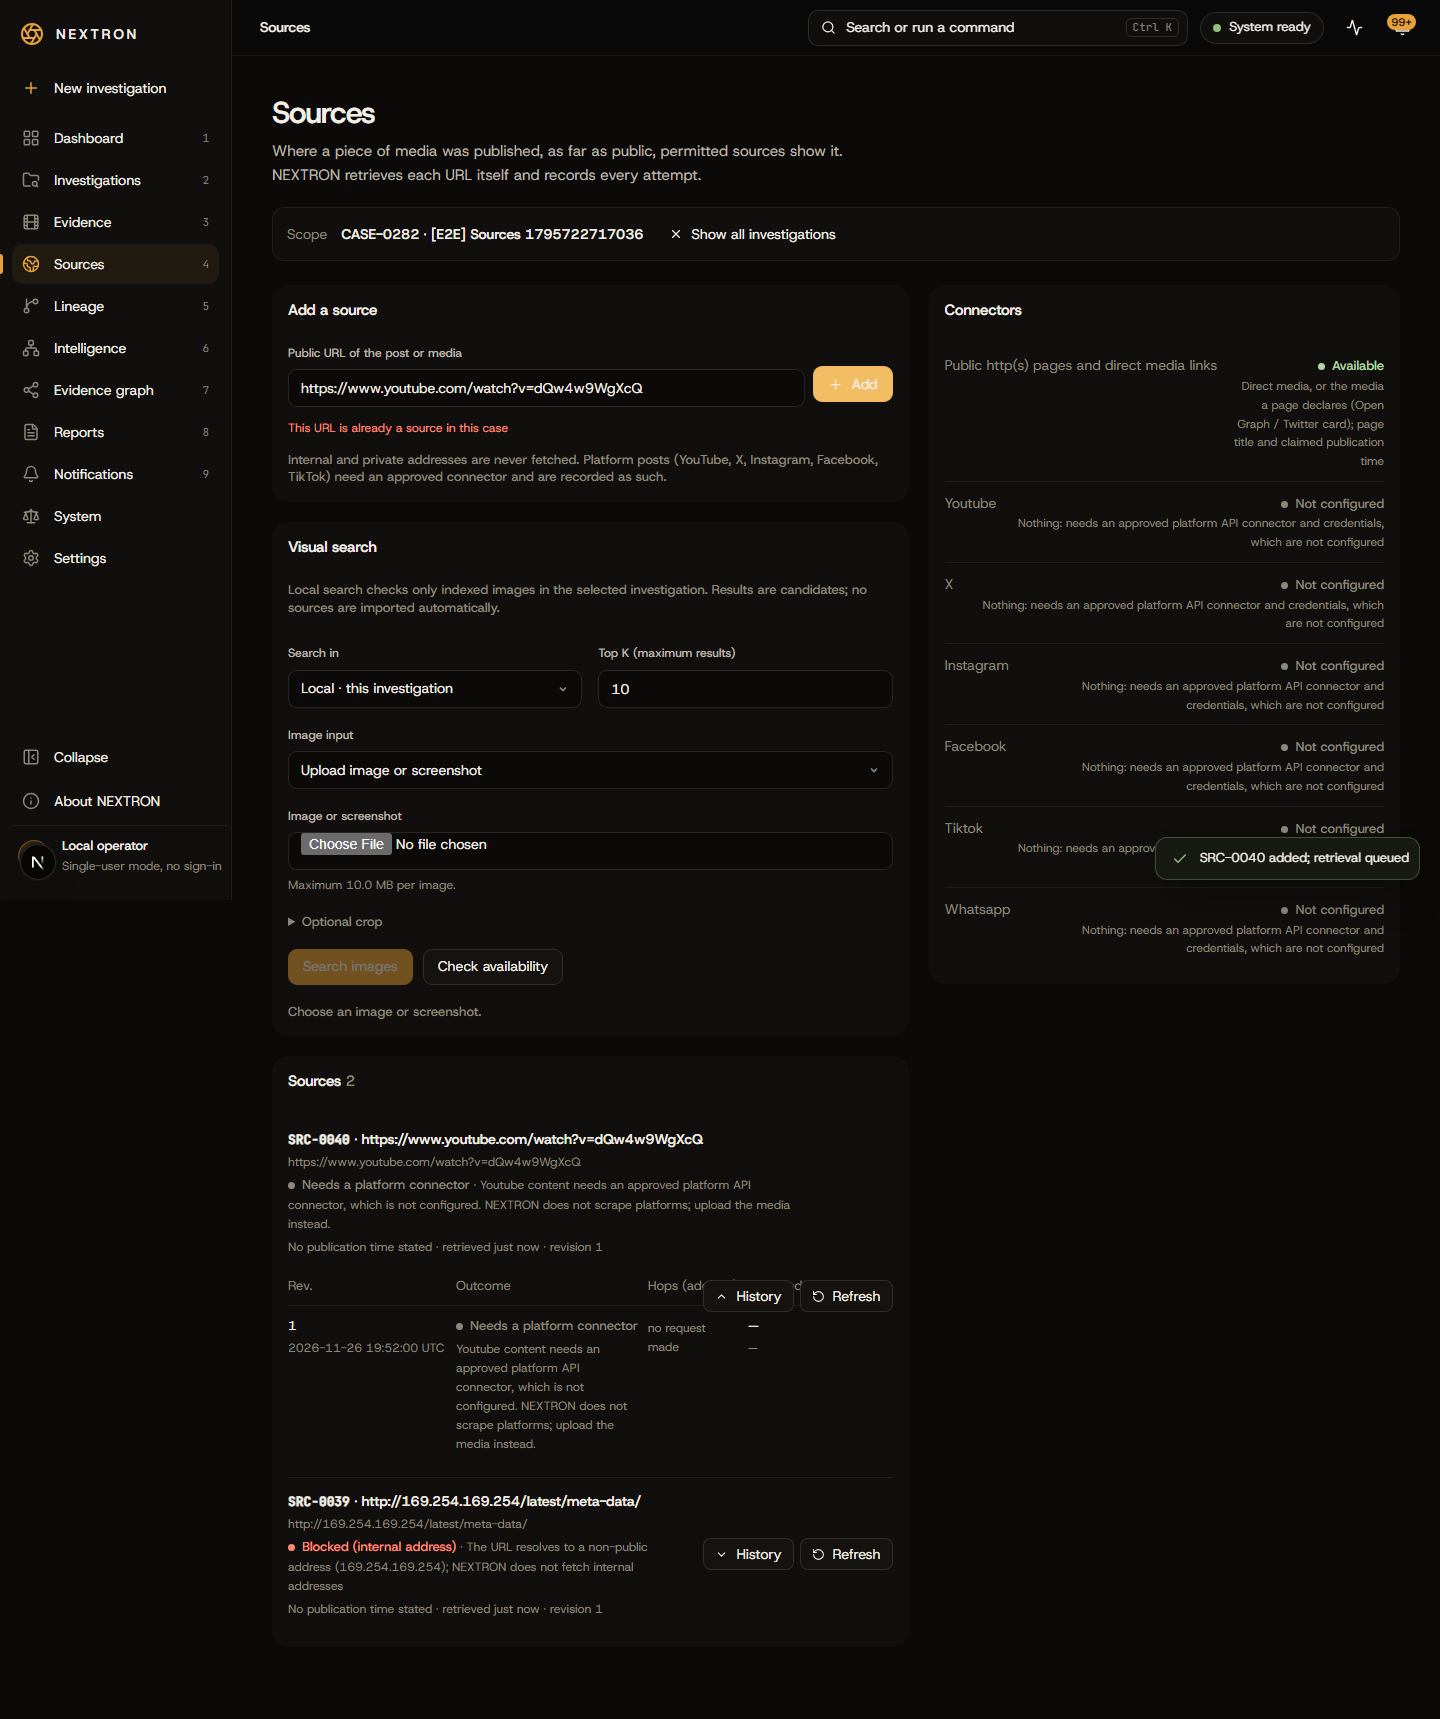 NEXTRON
New investigation
Dashboard 1
Investigations 2
Evidence 3
Sources 4
Lineage 5
Intelligence 6
Evidence graph 7
Reports 8
Notifications 9
System
Settings
Collapse
About NEXTRON
N
Local operator
Single-user mode, no sign-in
Sources
Search or run a command Ctrl K
System ready
99+
Sources
Where a piece of media was published, as far as public, permitted sources show it.
NEXTRON retrieves each URL itself and records every attempt.
Scope CASE-0282 · [E2E] Sources 1795722717036 Show all investigations
Add a source
Public URL of the post or media
https://www.youtube.com/watch?v=dQw4w9WgXcQ
Add
This URL is already a source in this case
Internal and private addresses are never fetched. Platform posts (YouTube, X, Instagram, Facebook,
TikTok) need an approved connector and are recorded as such.
Visual search
Local search checks only indexed images in the selected investigation. Results are candidates; no
sources are imported automatically.
Search in
Local · this investigation
Top K (maximum results)
10
Image input
Upload image or screenshot
Image or screenshot
Choose File No file chosen
Maximum 10.0 MB per image.
Optional crop
Search images
Check availability
Choose an image or screenshot.
Sources 2
SRC-0040 · https://www.youtube.com/watch?v=dQw4w9WgXcQ
https://www.youtube.com/watch?v=dQw4w9WgXcQ
Needs a platform connector · Youtube content needs an approved platform API
connector, which is not configured. NEXTRON does not scrape platforms; upload the media
instead.
No publication time stated · retrieved just now · revision 1
History
Refresh
Rev. Outcome Hops
1
2026-11-26 19:52:00 UTC
Needs a platform connector
Youtube content needs an
approved platform API
connector, which is not
configured. NEXTRON does not
scrape platforms; upload the
media instead.
no request
made
—
—
SRC-0039 · http://169.254.169.254/latest/meta-data/
http://169.254.169.254/latest/meta-data/
Blocked (internal address) · The URL resolves to a non-public
address (169.254.169.254); NEXTRON does not fetch internal
addresses
No publication time stated · retrieved just now · revision 1
History
Refresh
Connectors
Public http(s) pages and direct media links Available
Direct media, or the media
a page declares (Open
Graph / Twitter card); page
title and claimed publication
time
Youtube Not configured
Nothing: needs an approved platform API connector and credentials,
which are not configured
X Not configured
Nothing: needs an approved platform API connector and credentials, which
are not configured
Instagram Not configured
Nothing: needs an approved platform API connector and
credentials, which are not configured
Facebook Not configured
Nothing: needs an approved platform API connector and
credentials, which are not configured
Tiktok Not configured
Nothing: needs an
SRC-0040 added; retrieval queued
Whatsapp Not configured
Nothing: needs an approved platform API connector and
credentials, which are not configured